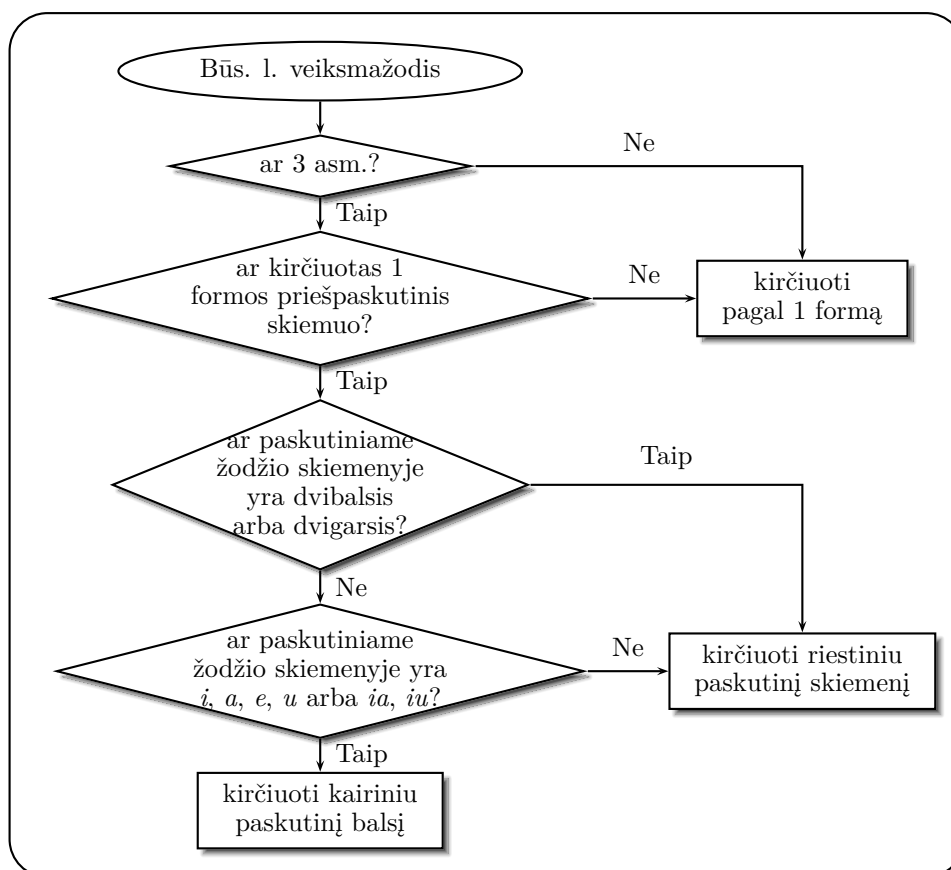 Būs. l. veiksmažodis
ar 3 asm.?
Ne
Taip
ar kirčiuotas 1
formos priešpaskutinis
skiemuo?
Ne
kirčiuoti
pagal 1 formą
Taip
ar paskutiniame
žodžio skiemenyje
yra dvibalsis
arba dvigarsis?
Taip
Ne
ar paskutiniame
žodžio skiemenyje yra
i, a, e, u arba ia, iu?
Ne
kirčiuoti riestiniu
paskutinį skiemenį
Taip
kirčiuoti kairiniu
paskutinį balsį